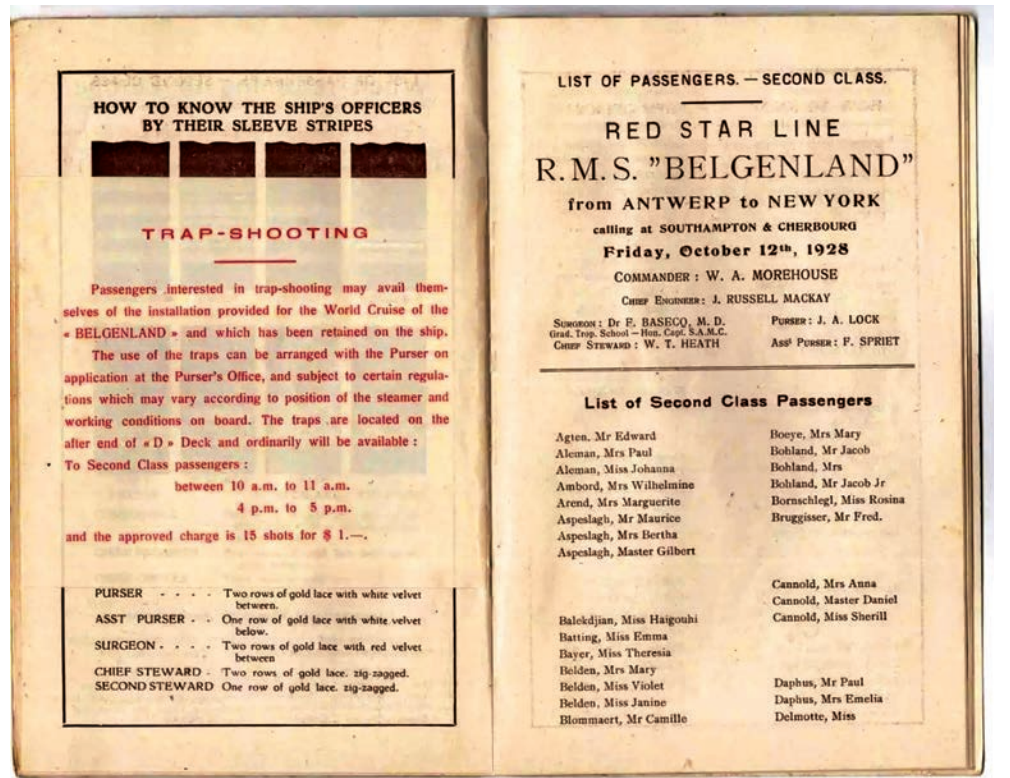 HOW TO KNOW THE SHIP'S OFFICERS
BY THEIR SLEEVE STRIPES
TRAP-SHOOTING
Passengers interested in trap-shooting may avail them-
selves of the installation provided for the World Cruise of the
« BELGENLAND » and which has been retained on the ship.
The use of the traps can be arranged with the Purser on
application at the Purser's Office, and subject to certain regula-
tions which may vary according to position of the steamer and
working conditions on board. The traps are located on the
after end of « D » Deck and ordinarily will be available :
To Second Class passengers :
between 10 a.m. to 11 a.m.
4 p.m. to 5 p.m.
and the approved charge is 15 shots for $ 1.—.
PURSER - - - - Two rows of gold lace with white velvet
between.
ASST PURSER - - One row of gold lace with white velvet
below.
SURGEON - - - - Two rows of gold lace with red velvet
between
CHIEF STEWARD - Two rows of gold lace. zig-zagged.
SECOND STEWARD One row of gold lace. zig-zagged.
LIST OF PASSENGERS. — SECOND CLASS.
RED STAR LINE
R.M.S. "BELGENLAND"
from ANTWERP to NEW YORK
calling at SOUTHAMPTON & CHERBOURG
Friday, October 12th, 1928
COMMANDER : W. A. MOREHOUSE
CHIEF ENGINEER : J. RUSSELL MACKAY
SURGEON : Dr F. BASECQ, M. D.
Grad. Trop. School — Hon. Capt. S.A.M.C.
CHIEF STEWARD : W. T. HEATH
PURSER : J. A. LOCK
ASSt PURSER : F. SPRIET
List of Second Class Passengers
Agten, Mr Edward
Aleman, Mrs Paul
Aleman, Miss Johanna
Ambord, Mrs Wilhelmine
Arend, Mrs Marguerite
Aspeslagh, Mr Maurice
Aspeslagh, Mrs Bertha
Aspeslagh, Master Gilbert
Balekdjian, Miss Haigouhi
Batting, Miss Emma
Bayer, Miss Theresia
Belden, Mrs Mary
Belden, Miss Violet
Belden, Miss Janine
Blommaert, Mr Camille
Boeye, Mrs Mary
Bohland, Mr Jacob
Bohland, Mrs
Bohland, Mr Jacob Jr
Bornschlegl, Miss Rosina
Bruggisser, Mr Fred.
Cannold, Mrs Anna
Cannold, Master Daniel
Cannold, Miss Sherill
Daphus, Mr Paul
Daphus, Mrs Emelia
Delmotte, Miss